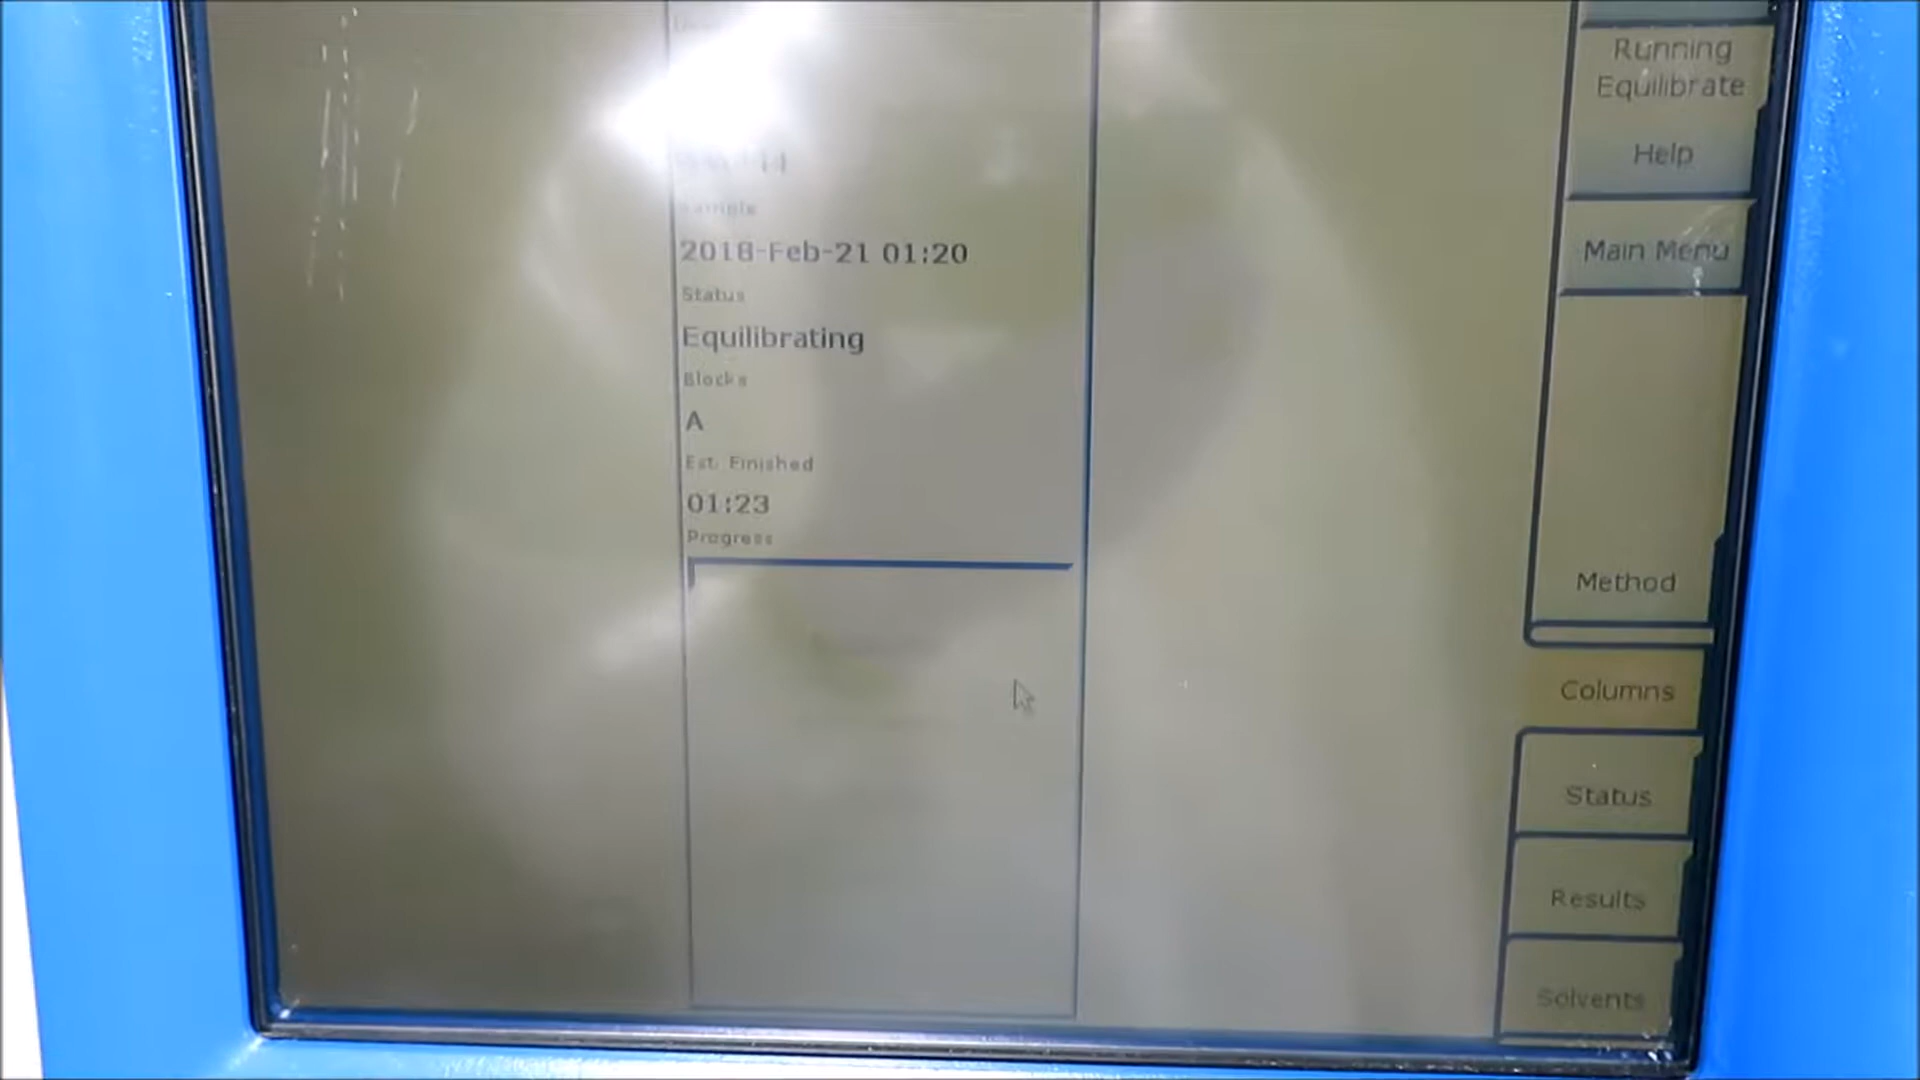 Sample
2018-Feb-21 01:20
Status
Equilibrating
Blocks
A
Est. Finished
01:23
Progress
Running
Equilibrate
Help
Main Menu
Method
Columns
Status
Results
Solvents